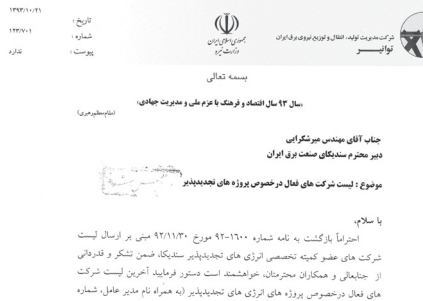 ۱۳۹۳/۱۰/۲۱
تاریخ :
۱۲۳/۷۰۱
شماره :
ندارد
پیوست :
جمهوری اسلامی ایران
وزارت نیرو
شرکت مدیریت تولید، انتقال و توزیع نیروی برق ایران
توانیر
بسمه تعالی
«سال ۹۳ سال اقتصاد و فرهنگ با عزم ملی و مدیریت جهادی»
(مقام معظم رهبری)
جناب آقای مهندس میرشکرایی
دبیر محترم سندیکای صنعت برق ایران
موضوع : لیست شرکت های فعال درخصوص پروژه های تجدیدپذیر
با سلام،
احتراماً بازگشت به نامه شماره ۱۶۰۰-۹۲ مورخ ۹۲/۱۱/۳۰ مبنی بر ارسال لیست
شرکت های عضو کمیته تخصصی انرژی های تجدیدپذیر سندیکا، ضمن تشکر و قدردانی
از جنابعالی و همکاران محترمتان، خواهشمند است دستور فرمایید آخرین لیست شرکت
های فعال درخصوص پروژه های انرژی های تجدیدپذیر (به همراه نام مدیر عامل، شماره